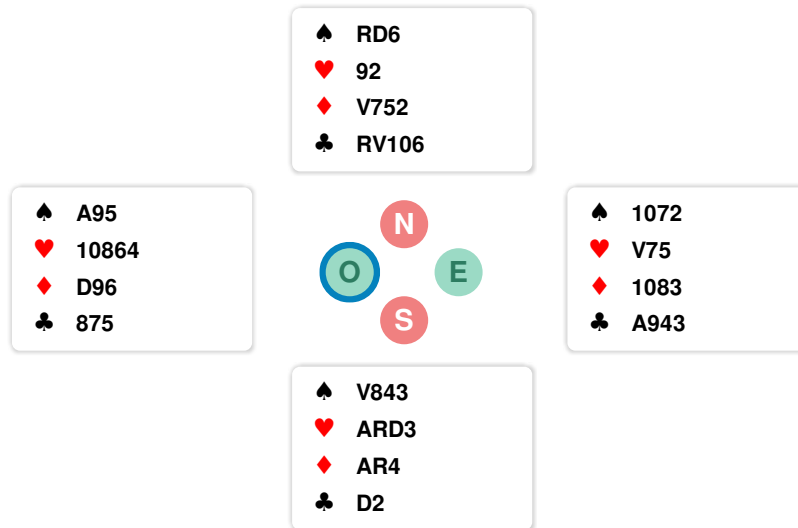 ♠ RD6
♥ 92
♦ V752
♣ RV106
♠ A95
♥ 10864
♦ D96
♣ 875
N
O E
S
♠ 1072
♥ V75
♦ 1083
♣ A943
♠ V843
♥ ARD3
♦ AR4
♣ D2